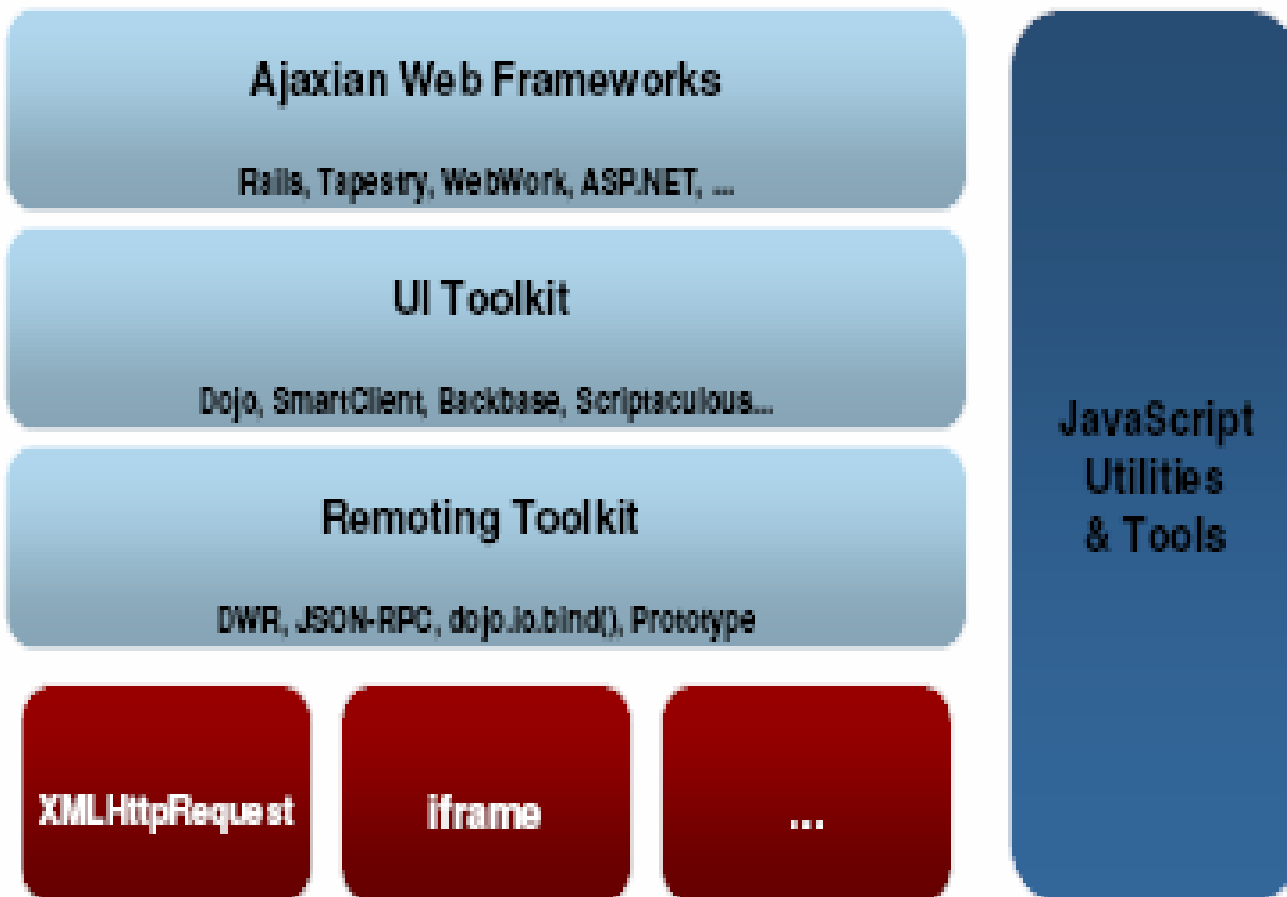 Ajaxian Web Frameworks
Rails, Tapestry, WebWork, ASP.NET, ...
UI Toolkit
Dojo, SmartClient, Backbase, Scriptaculous...
Remoting Toolkit
DWR, JSON-RPC, dojo.io.bind(), Prototype
XMLHttpRequest
iframe
...
JavaScript
Utilities
& Tools